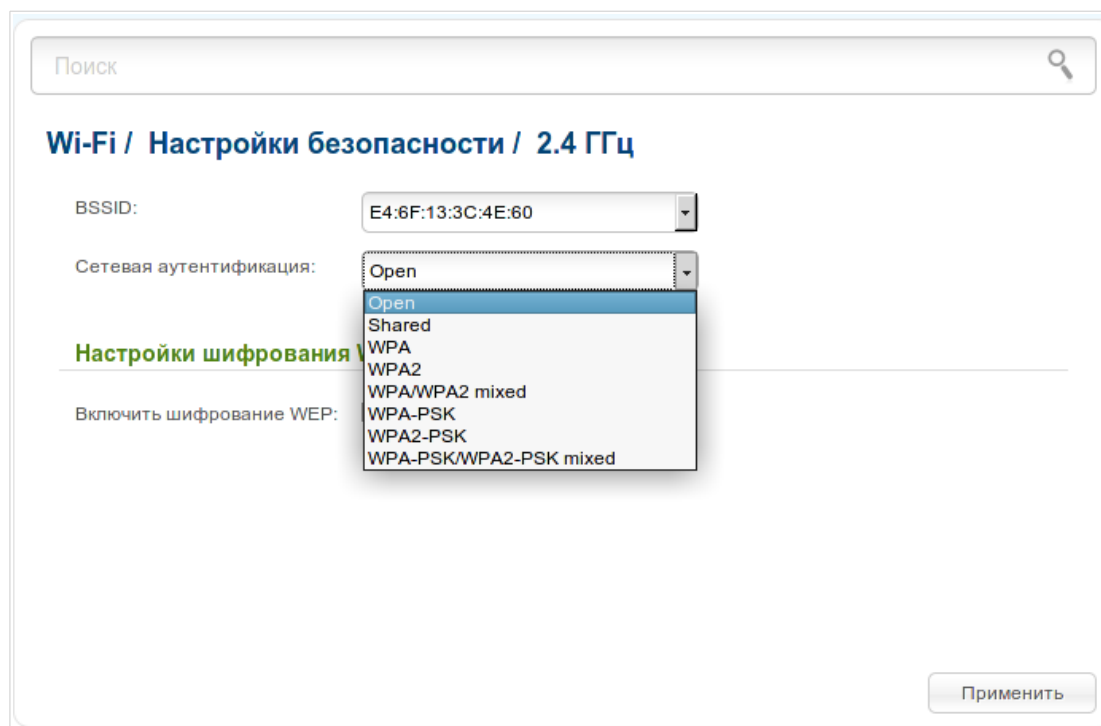 Поиск
Wi-Fi / Настройки безопасности / 2.4 ГГц
BSSID: E4:6F:13:3C:4E:60
Сетевая аутентификация: Open
Open
Shared
WPA
WPA2
WPA/WPA2 mixed
WPA-PSK
WPA2-PSK
WPA-PSK/WPA2-PSK mixed
Настройки шифрования
Включить шифрование WEP:
Применить